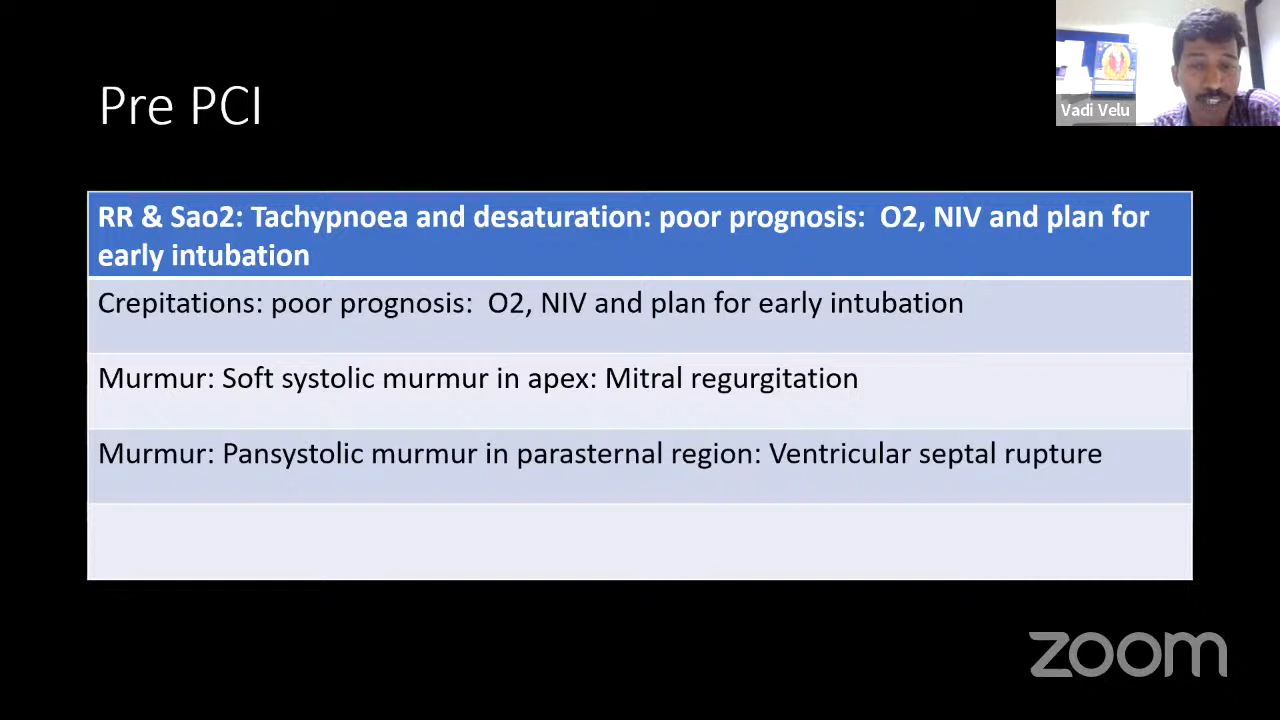 Pre PCI
Vadi Velu
RR & Sao2: Tachypnoea and desaturation: poor prognosis:  O2, NIV and plan for
early intubation
Crepitations: poor prognosis:  O2, NIV and plan for early intubation
Murmur: Soft systolic murmur in apex: Mitral regurgitation
Murmur: Pansystolic murmur in parasternal region: Ventricular septal rupture
zoom